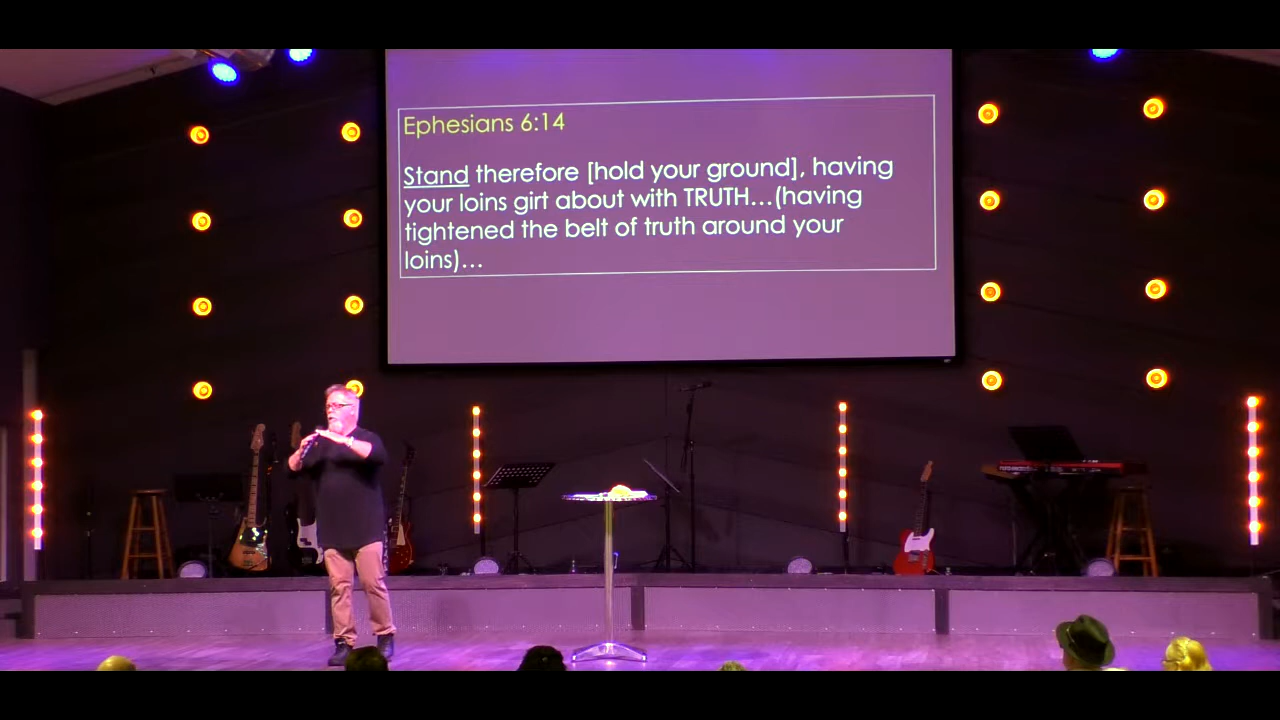 Ephesians 6:14
Stand therefore [hold your ground], having
your loins girt about with TRUTH...(having
tightened the belt of truth around your
loins)...